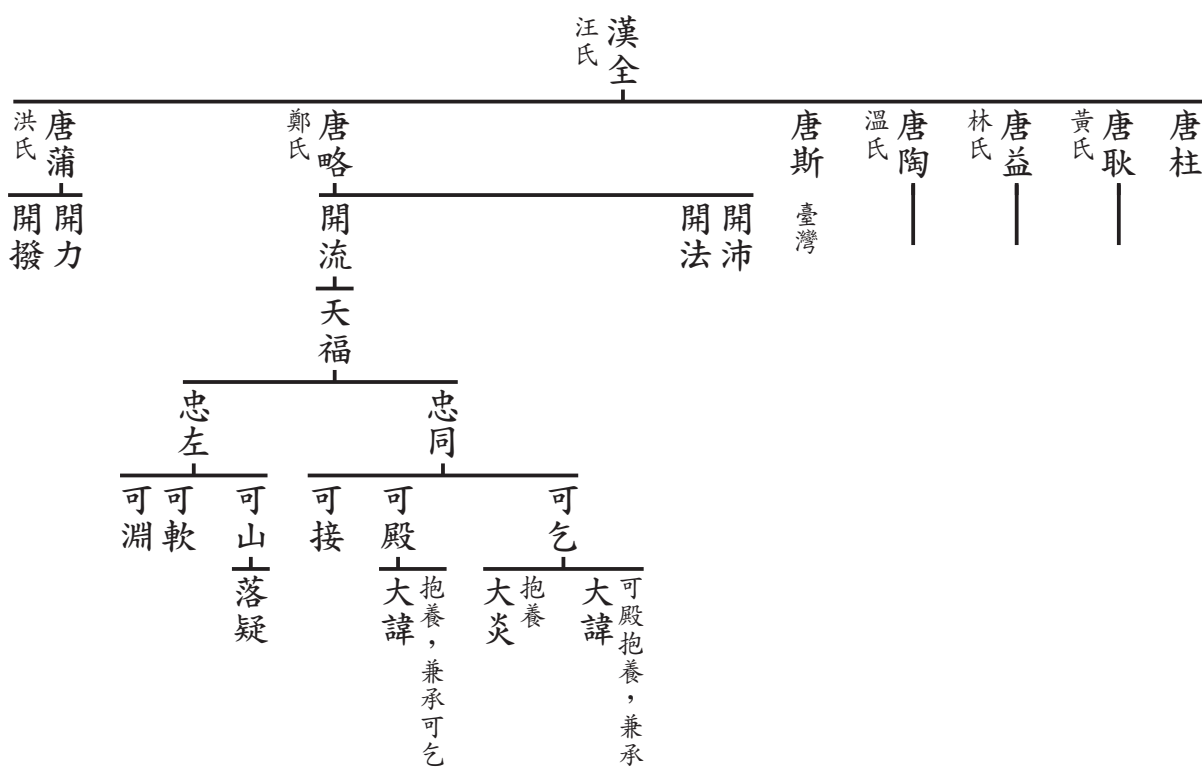 漢全
汪氏
唐柱
唐耿
黃氏
唐益
林氏
唐陶
溫氏
唐斯
臺灣
唐略
鄭氏
唐蒲
洪氏
開沛
開法
開流
開力
開撥
天福
忠同
忠左
可乞
可殿
可接
可山
可軟
可淵
可殿抱養，兼承
大諱
抱養
大炎
抱養，兼承可乞
大諱
落疑